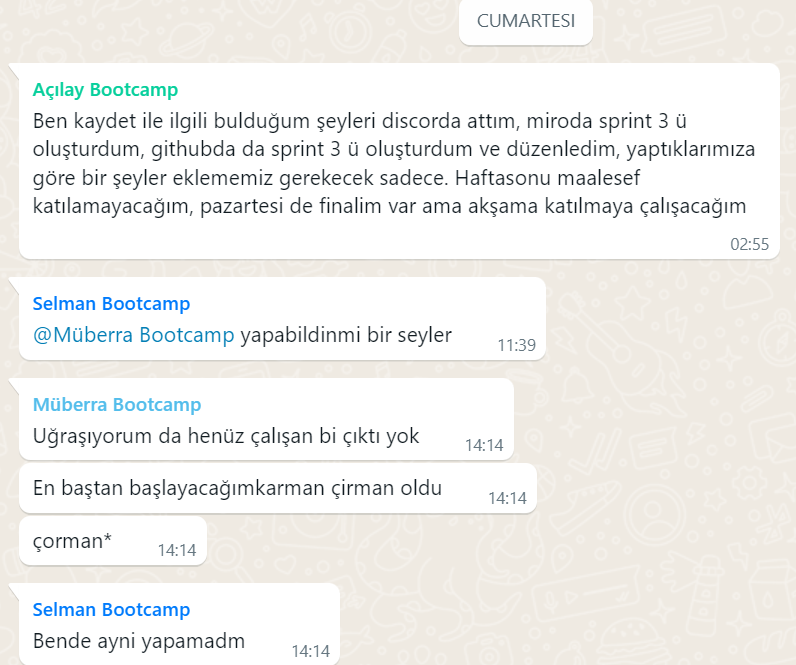 CUMARTESI
Açılay Bootcamp
Ben kaydet ile ilgili bulduğum şeyleri discorda attım, miroda sprint 3 ü
oluşturdum, githubda da sprint 3 ü oluşturdum ve düzenledim, yaptıklarımıza
göre bir şeyler eklememiz gerekecek sadece. Haftasonu maalesef
katılamayacağım, pazartesi de finalim var ama akşama katılmaya çalışacağım
02:55
Selman Bootcamp
@Müberra Bootcamp yapabildinmi bir seyler
11:39
Müberra Bootcamp
Uğraşıyorum da henüz çalışan bi çıktı yok
14:14
En baştan başlayacağımkarman çirman oldu
14:14
çorman*
14:14
Selman Bootcamp
Bende ayni yapamadm
14:14